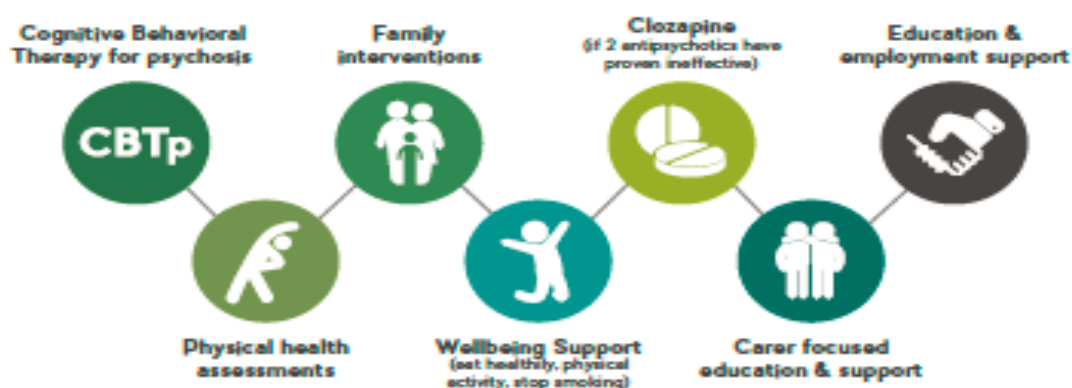 Cognitive Behavioral
Therapy for psychosis
CBTp
Physical health
assessments
Family
interventions
Wellbeing Support
(eat healthily, physical
activity, stop smoking)
Clozapine
(if 2 antipsychotics have
proven ineffective)
Carer focused
education & support
Education &
employment support